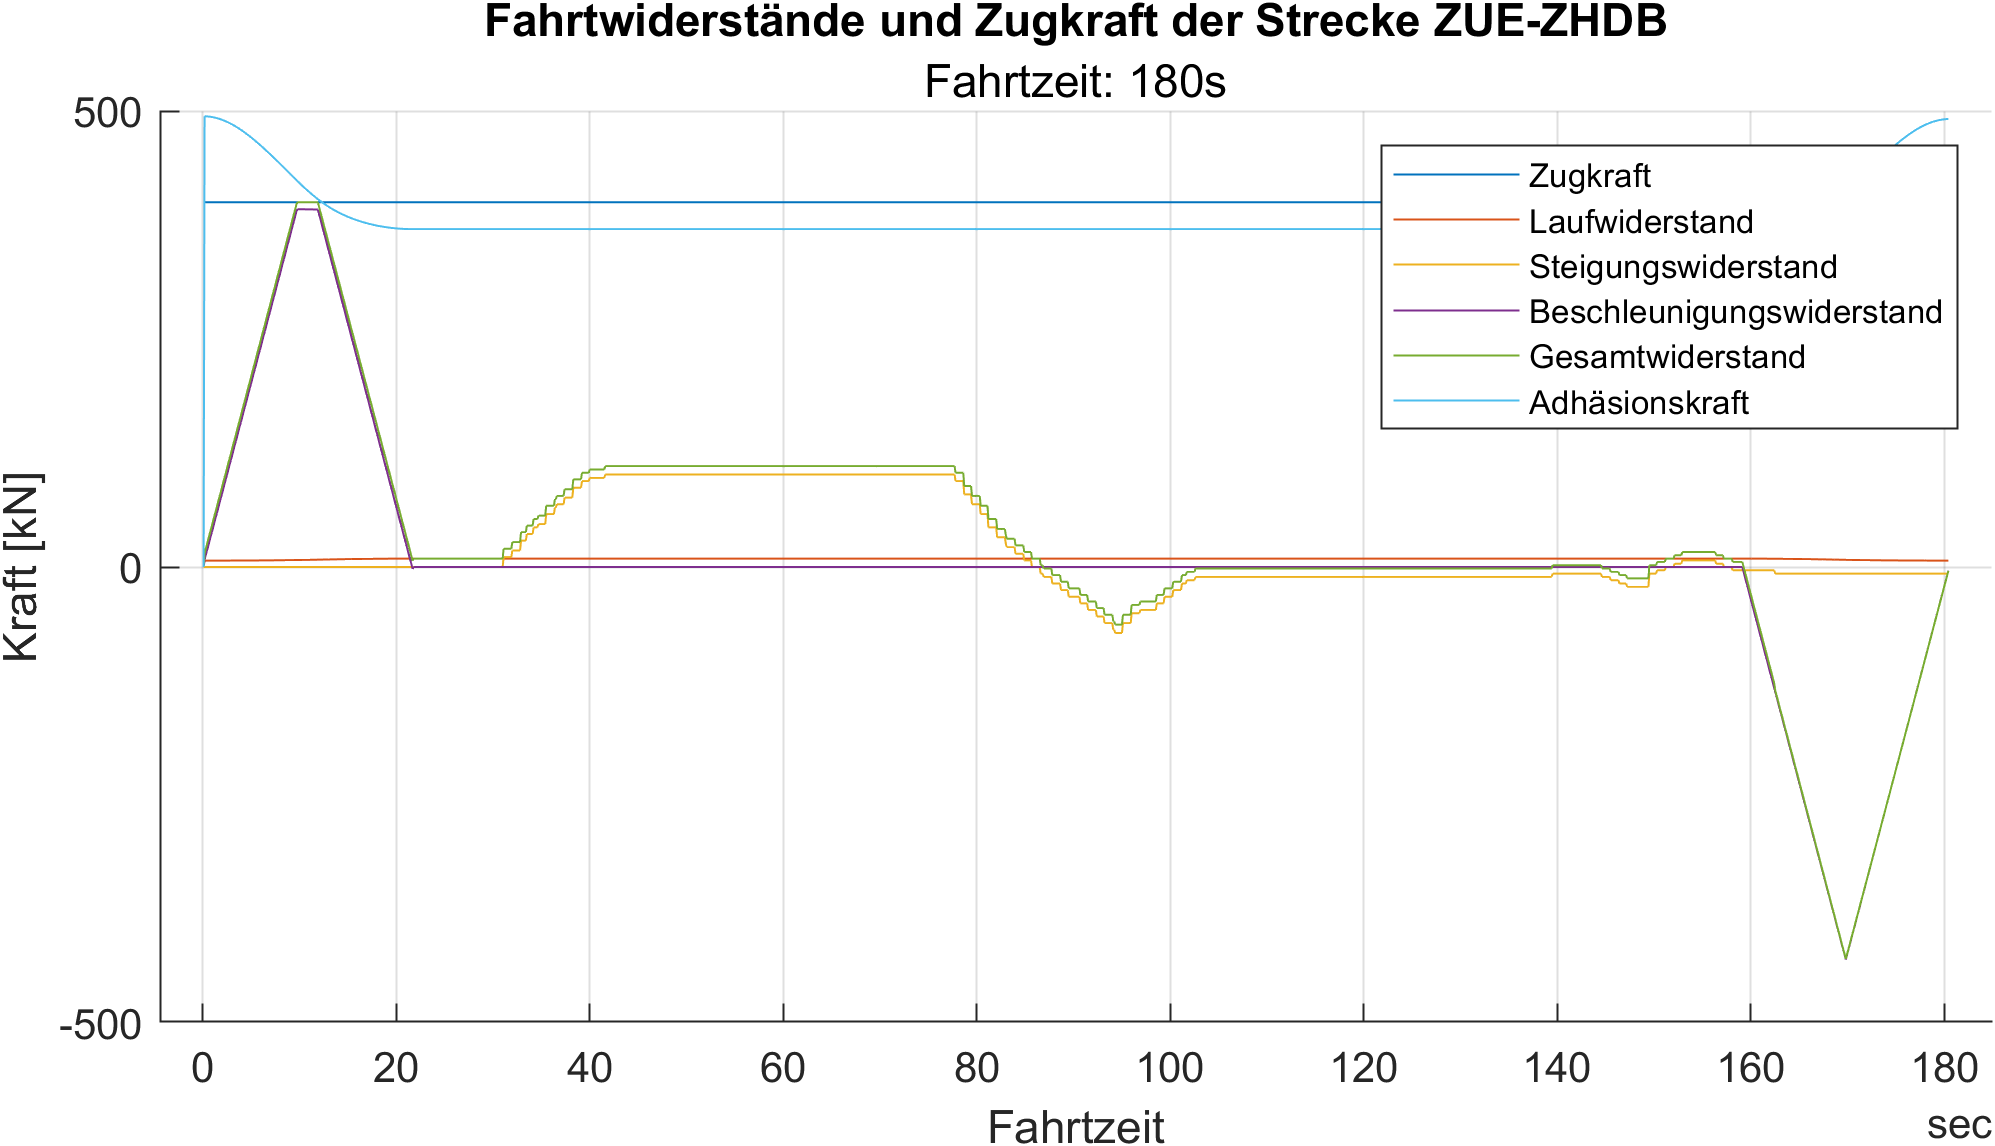 Fahrtwiderstände und Zugkraft der Strecke ZUE-ZHDB
Fahrtzeit: 180s
500
0
-500
Kraft [kN]
Zugkraft
Laufwiderstand
Steigungswiderstand
Beschleunigungswiderstand
Gesamtwiderstand
Adhäsionskraft
0 20 40 60 80 100 120 140 160 180
Fahrtzeit
sec